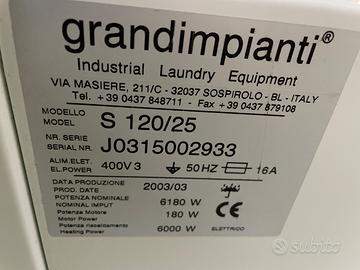 grandimpianti®
Industrial Laundry Equipment
VIA MASIERE, 211/C - 32037 SOSPIROLO - BL - ITALY
Tel. +39 0437 848711 - Fax +39 0437 879108
MODELLO
MODEL
S 120/25
NR. SERIE
SERIAL NR.
J0315002933
ALIM.ELET.
EL.POWER
400V 3 50 HZ 16A
DATA PRODUZIONE
PROD. DATE
2003/03
POTENZA NOMINALE
NOMINAL INPUT
6180 W
Potenza Motore
Motor Power
180 W
Potenza riscaldamento
Heating Power
6000 W
CE
ELETTRICO
subito